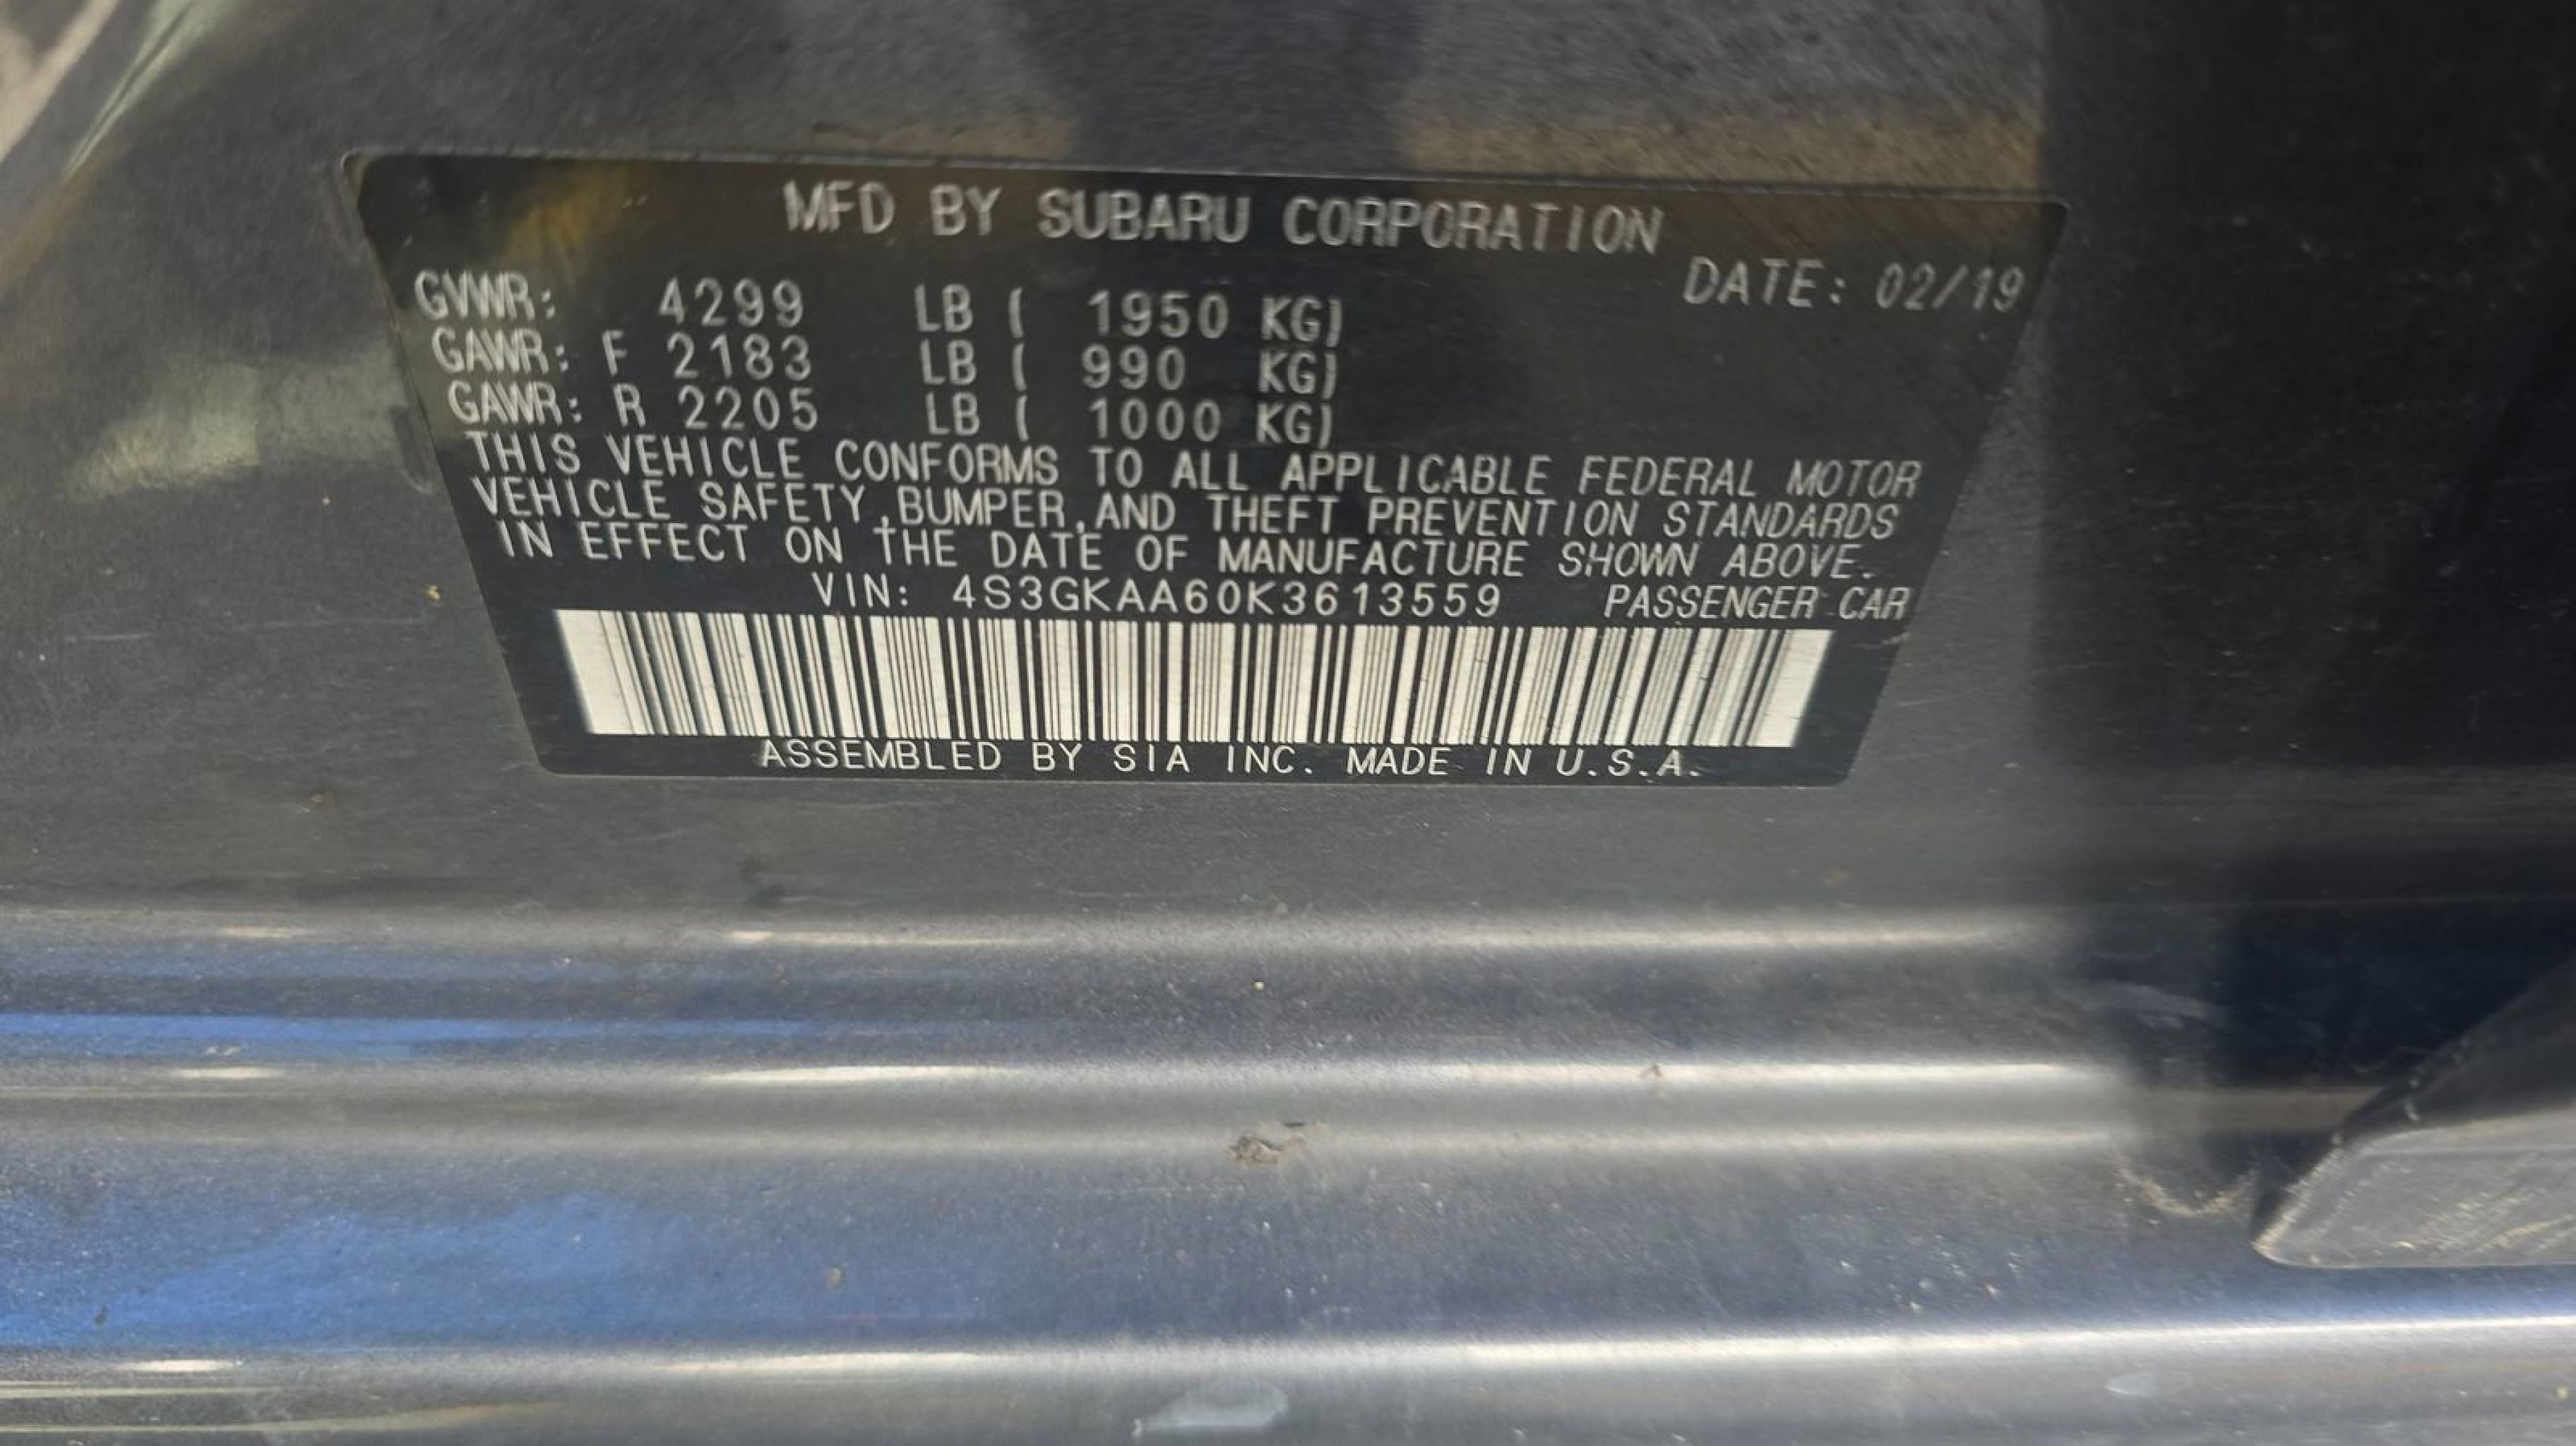 MFD BY SUBARU CORPORATION
DATE: 02/19
GVWR: 4299 LB ( 1950 KG)
GAWR: F 2183 LB ( 990 KG)
GAWR: R 2205 LB ( 1000 KG)
THIS VEHICLE CONFORMS TO ALL APPLICABLE FEDERAL MOTOR
VEHICLE SAFETY,BUMPER,AND THEFT PREVENTION STANDARDS
IN EFFECT ON THE DATE OF MANUFACTURE SHOWN ABOVE.
VIN: 4S3GKAA60K3613559 PASSENGER CAR
ASSEMBLED BY SIA INC. MADE IN U.S.A.